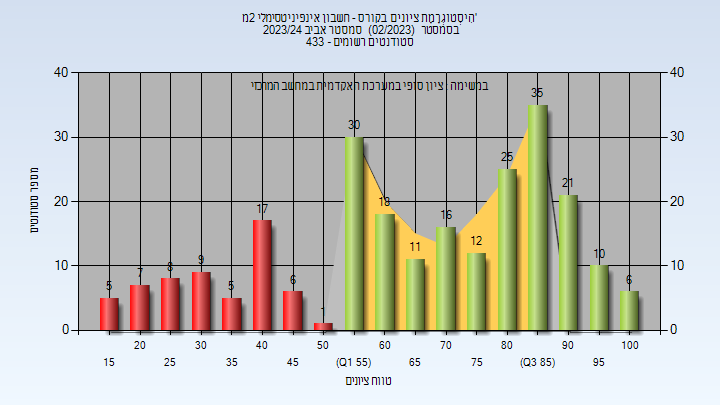 היסטוגרמת ציונים בקורס - חשבון אינפיניטסימלי 2מ'
בסמסטר (02/2023) סמסטר אביב 2023/24
סטודנטים רשומים - 433
במשימה : ציון סופי במערכת האקדמית במחשב המרכזי
מספר סטודנטים
40 40
30 30
20 20
10 10
0 0
5 7 8 9 5 17 6 1 30 18 11 16 12 25 35 21 10 6
20 30 40 50 60 70 80 90 100
15 25 35 45 (Q1 55) 65 75 (Q3 85) 95
טווח ציונים